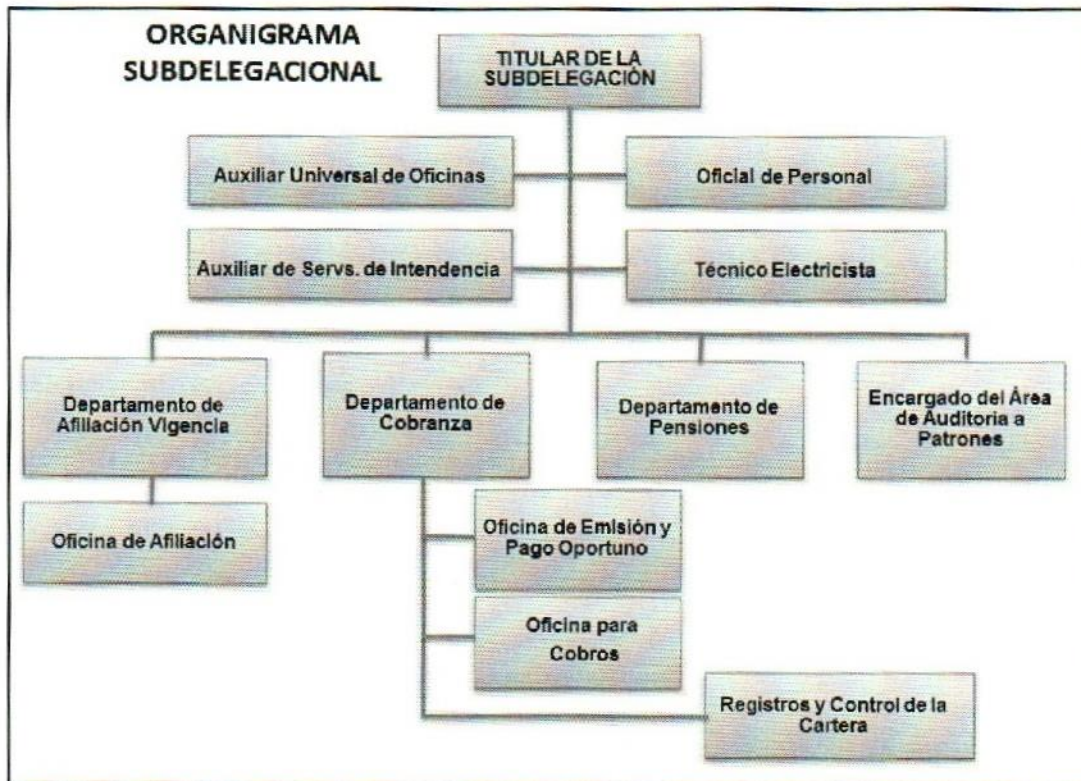 ORGANIGRAMA
SUBDELEGACIONAL
TITULAR DE LA
SUBDELEGACIÓN
Auxiliar Universal de Oficinas
Oficial de Personal
Auxiliar de Servs. de Intendencia
Técnico Electricista
Departamento de
Afiliación Vigencia
Departamento de
Cobranza
Departamento de
Pensiones
Encargado del Área
de Auditoria a
Patrones
Oficina de Afiliación
Oficina de Emisión y
Pago Oportuno
Oficina para
Cobros
Registros y Control de la
Cartera